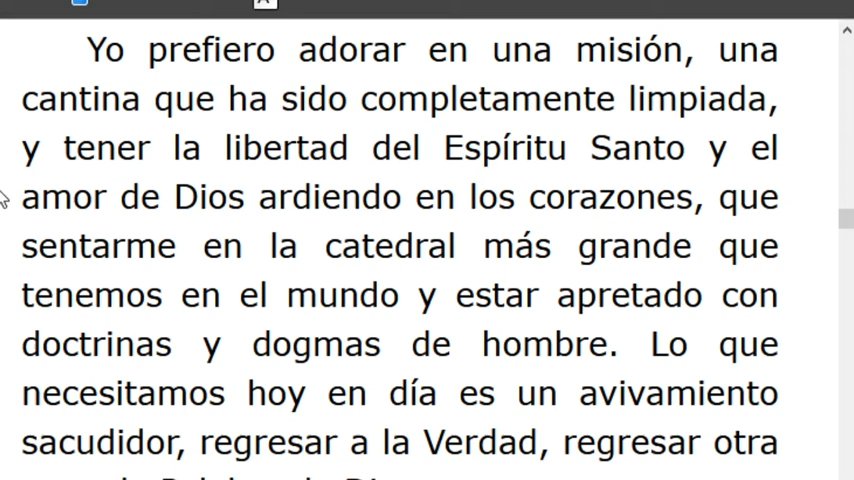 Yo prefiero adorar en una misión, una
cantina que ha sido completamente limpiada,
y tener la libertad del Espíritu Santo y el
amor de Dios ardiendo en los corazones, que
sentarme en la catedral más grande que
tenemos en el mundo y estar apretado con
doctrinas y dogmas de hombre. Lo que
necesitamos hoy en día es un avivamiento
sacudidor, regresar a la Verdad, regresar otra